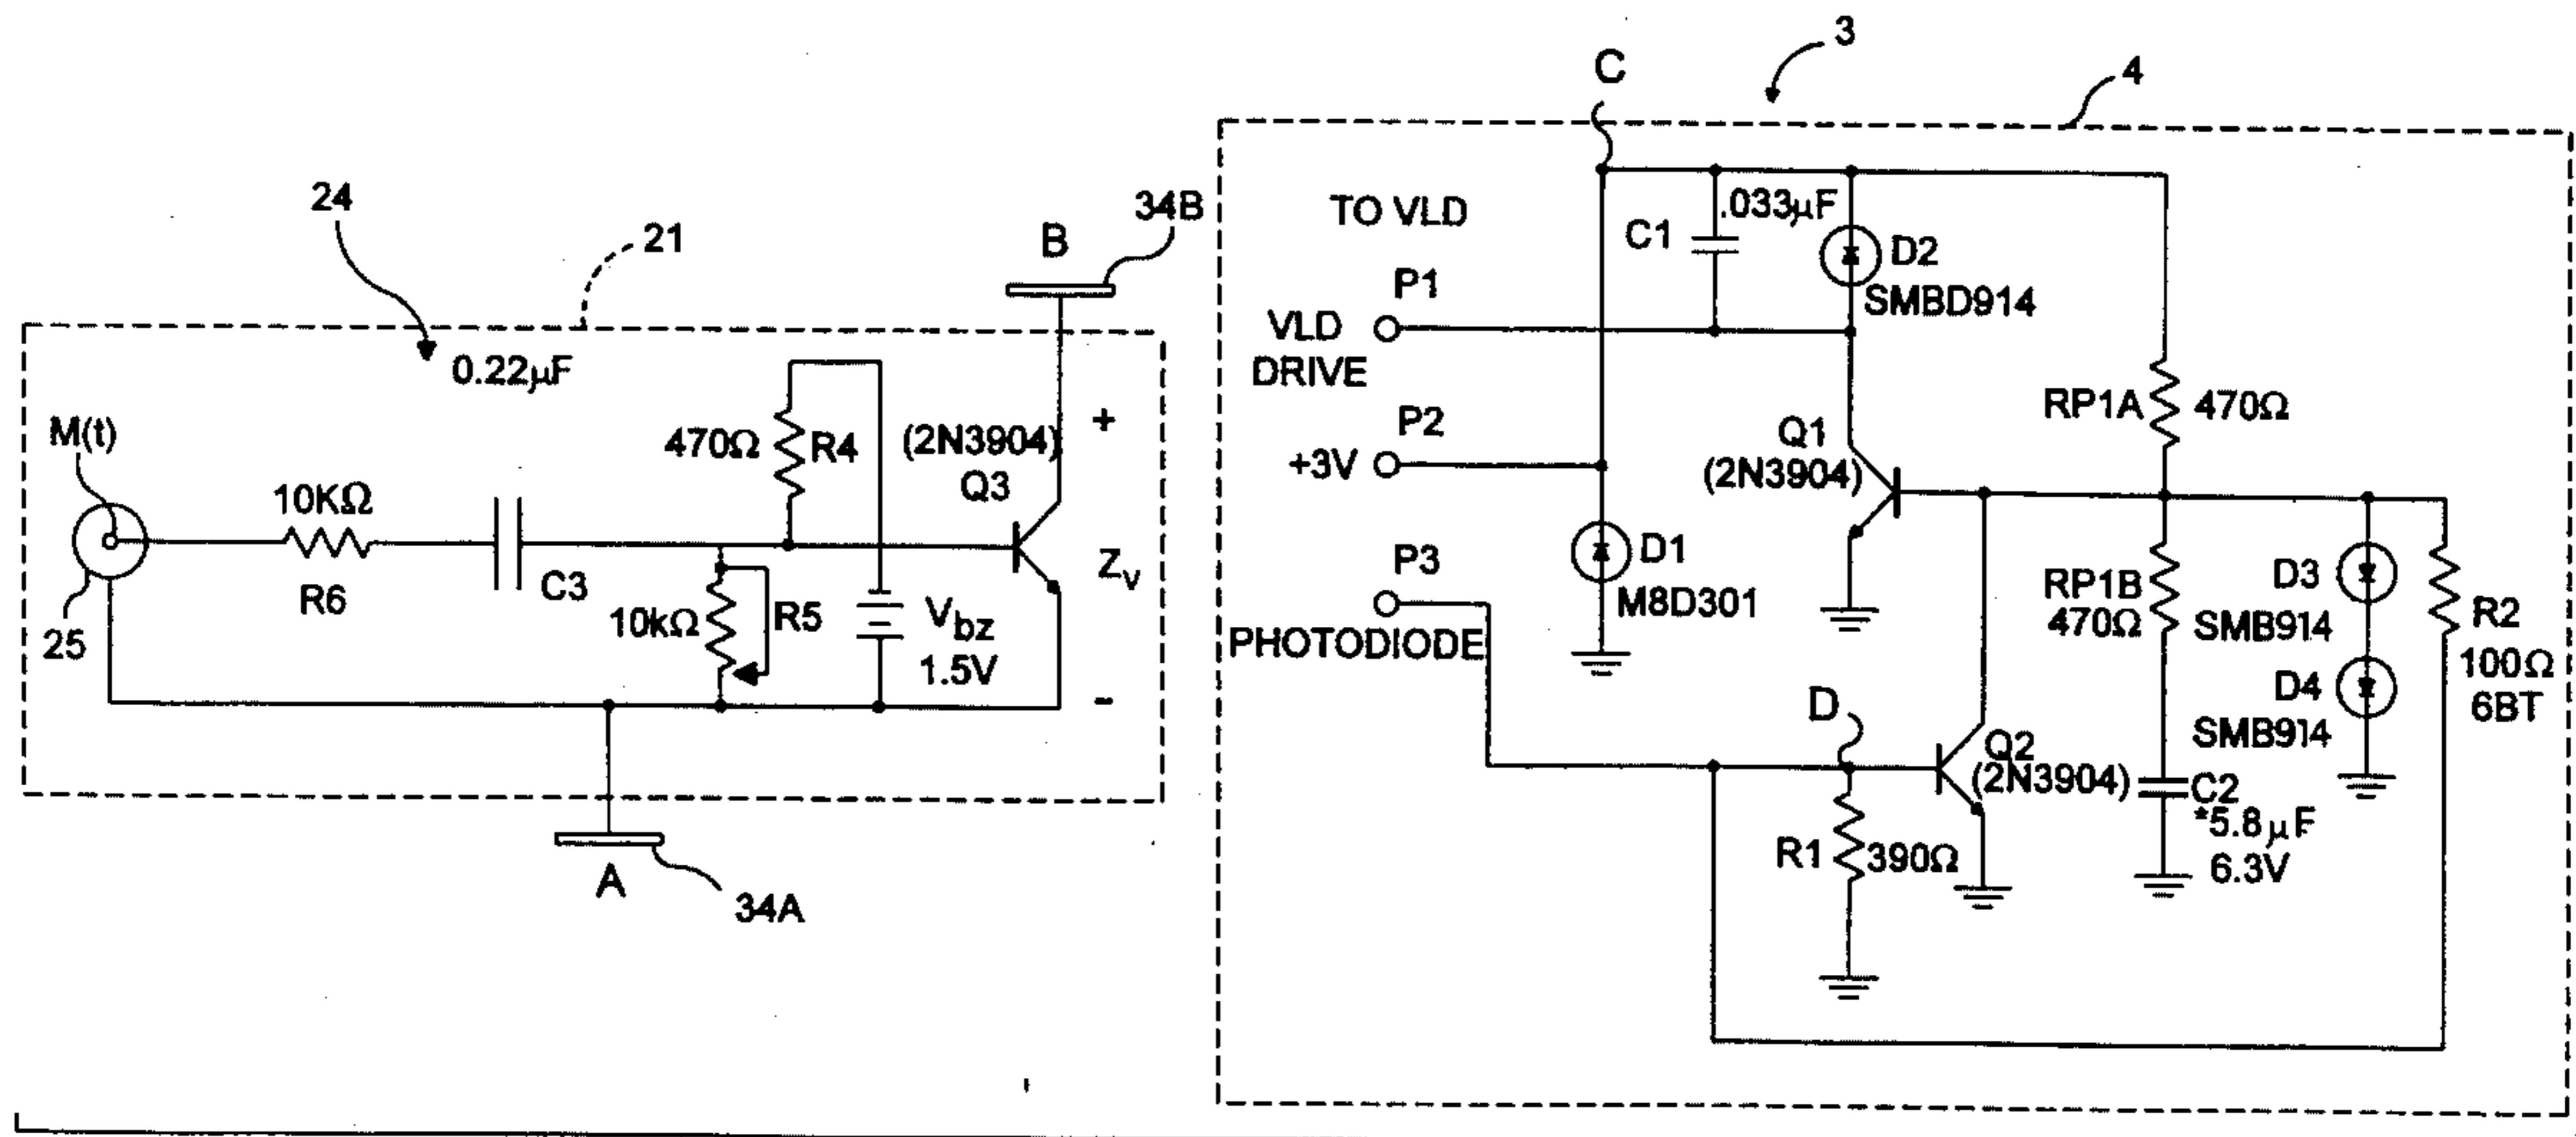 3
C
4
24
21
B
34B
TO VLD
.033μF
C1
D2
SMBD914
P1
VLD
DRIVE
0.22μF
M(t)
470Ω
R4
(2N3904)
Q3
+
P2
+3V
Q1
(2N3904)
RP1A
470Ω
10KΩ
R6
C3
10kΩ
R5
Vbz
1.5V
Zv
-
25
P3
PHOTODIODE
D1
M8D301
RP1B
470Ω
D3
SMB914
D4
SMB914
R2
100Ω
6BT
D
Q2
(2N3904)
C2
*5.8μF
6.3V
R1
390Ω
A
34A